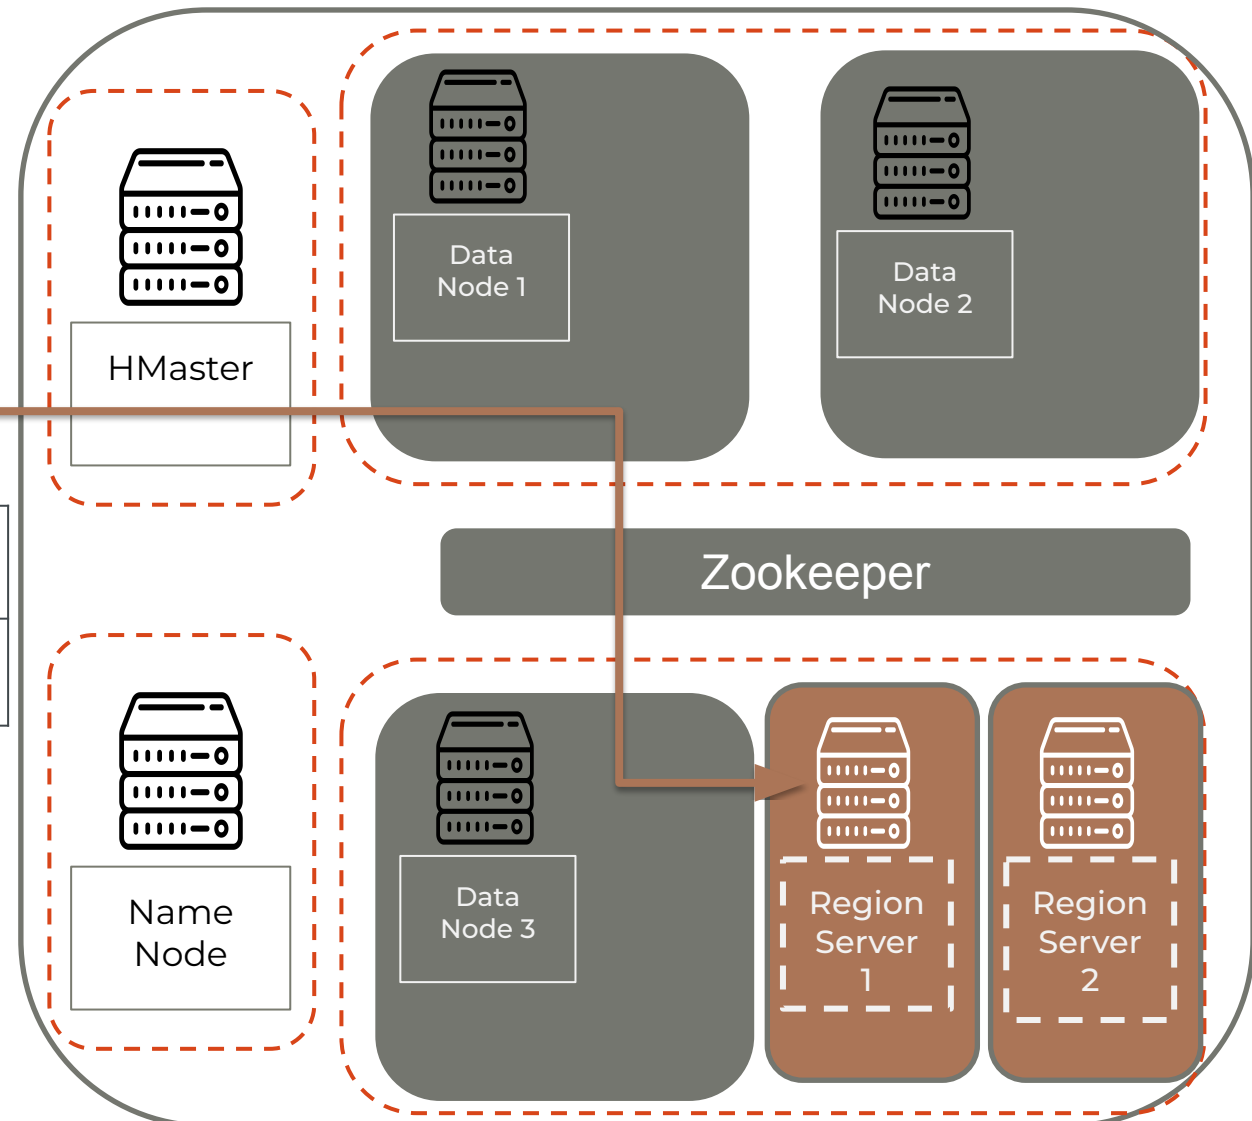 Data
Node 1
Data
Node 2
HMaster
Zookeeper
Name
Node
Data
Node 3
Region
Server
1
Region
Server
2